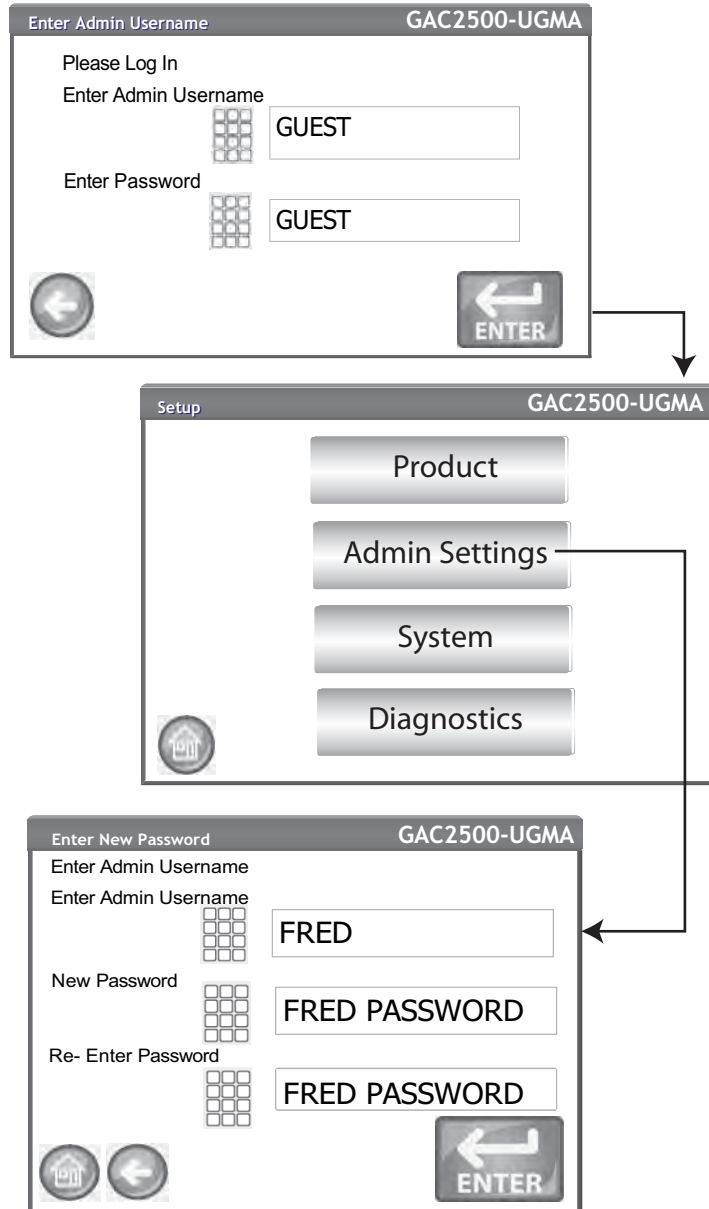 Enter Admin Username GAC2500-UGMA
Please Log In
Enter Admin Username
GUEST
Enter Password
GUEST
ENTER
Setup GAC2500-UGMA
Product
Admin Settings
System
Diagnostics
Enter New Password GAC2500-UGMA
Enter Admin Username
Enter Admin Username
FRED
New Password
FRED PASSWORD
Re- Enter Password
FRED PASSWORD
ENTER